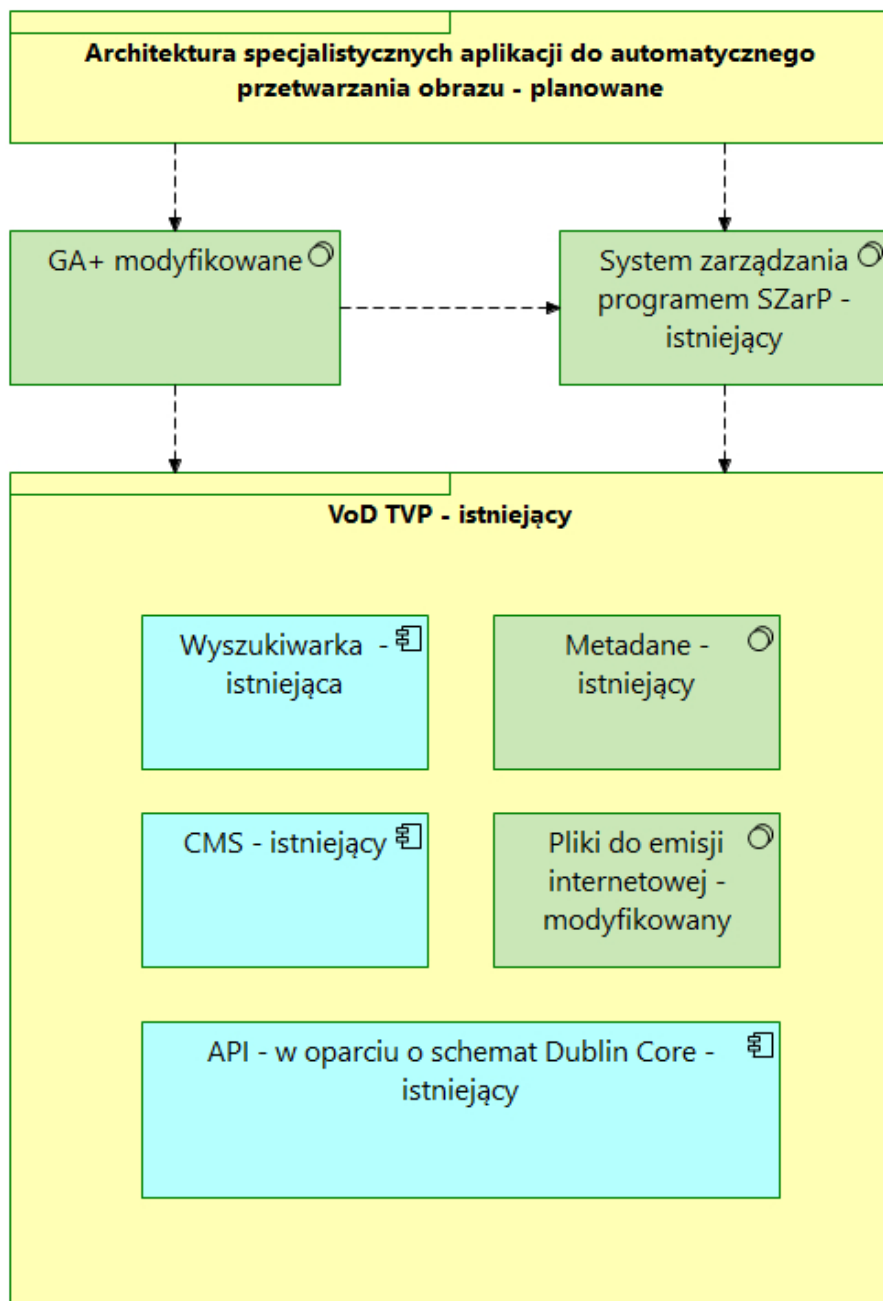 Architektura specjalistycznych aplikacji do automatycznego
przetwarzania obrazu - planowane
GA+ modyfikowane
System zarządzania
programem SZarP -
istniejący
VoD TVP - istniejący
Wyszukiwarka  -
istniejąca
Metadane -
istniejący
CMS - istniejący
Pliki do emisji
internetowej -
modyfikowany
API - w oparciu o schemat Dublin Core -
istniejący